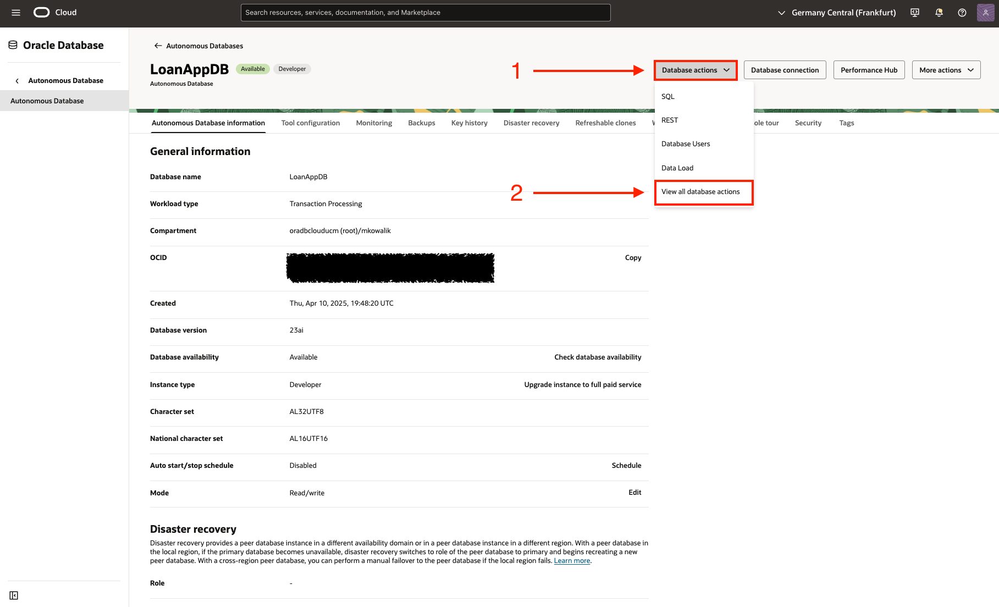 Cloud
Search resources, services, documentation, and Marketplace
Germany Central (Frankfurt)
Oracle Database
Autonomous Database
Autonomous Database
Autonomous Databases
LoanAppDB
Available
Developer
Autonomous Database
1
Database actions
Database connection
Performance Hub
More actions
SQL
REST
Database Users
Data Load
2
View all database actions
Autonomous Database information
Tool configuration
Monitoring
Backups
Key history
Disaster recovery
Refreshable clones
ole tour
Security
Tags
General information
Database name
LoanAppDB
Workload type
Transaction Processing
Compartment
oradbclouducm (root)/mkowalik
OCID
Copy
Created
Thu, Apr 10, 2025, 19:48:20 UTC
Database version
23ai
Database availability
Available
Check database availability
Instance type
Developer
Upgrade instance to full paid service
Character set
AL32UTF8
National character set
AL16UTF16
Auto start/stop schedule
Disabled
Schedule
Mode
Read/write
Edit
Disaster recovery
Disaster recovery provides a peer database instance in a different availability domain or in a peer database instance in a different region. With a peer database in
the local region, if the primary database becomes unavailable, disaster recovery switches to role of the peer database to primary and begins recreating a new
peer database. With a cross-region peer database, you can perform a manual failover to the peer database if the local region fails. Learn more.
Role
-